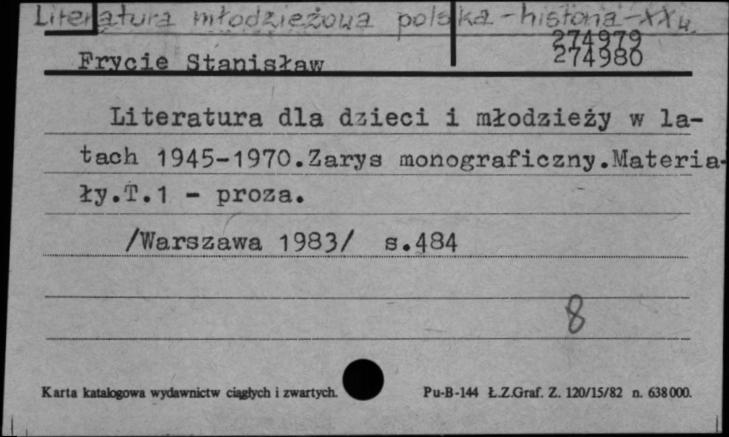 Literatura młodzieżowa polska - historia - XX w.
274979
Frycie Stanisław 274980
Literatura dla dzieci i młodzieży w la-
tach 1945-1970.Zarys monograficzny.Materia-
ły.T.1 - proza.
/Warszawa 1983/ s.484
8
Karta katalogowa wydawnictw ciągłych i zwartych. Pu-B-144 Ł.Z.Graf. Z. 120/15/82 n. 638000.